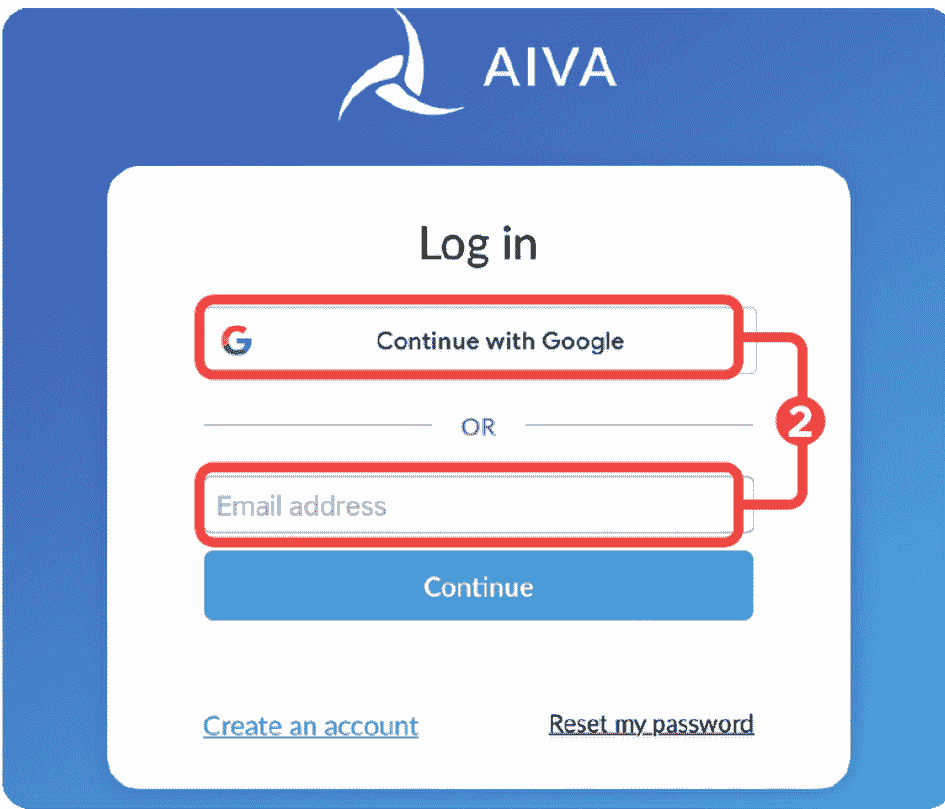 AIVA
Log in
Continue with Google
OR
2
Email address
Continue
Create an account
Reset my password